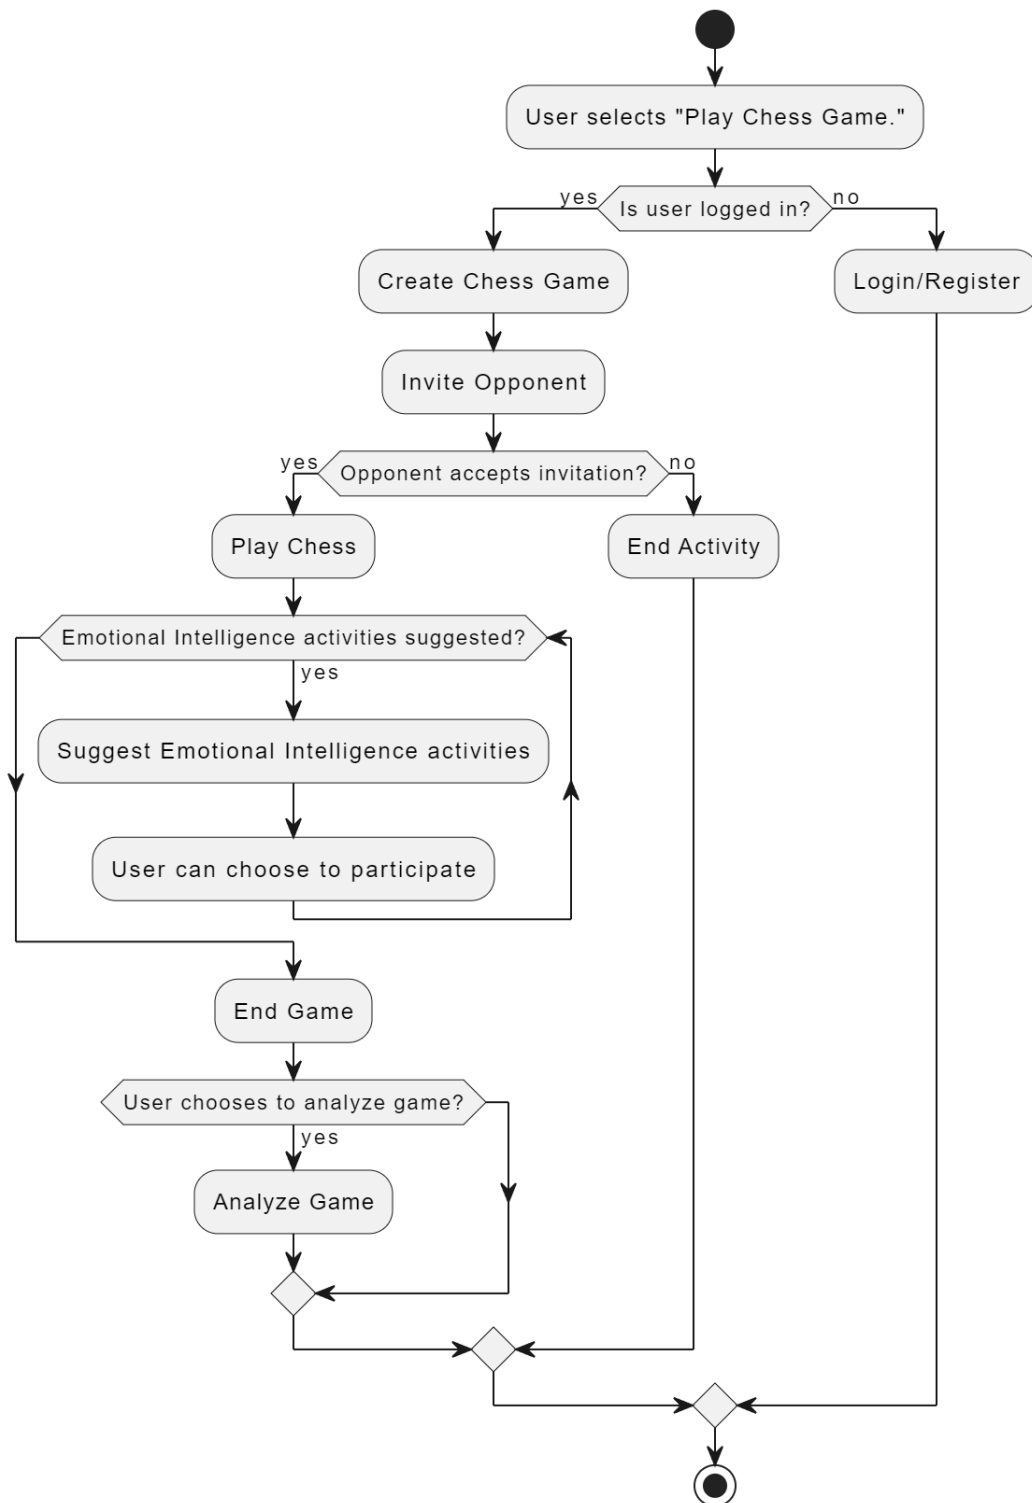 User selects "Play Chess Game."
yes
Is user logged in?
no
Create Chess Game
Login/Register
Invite Opponent
yes
Opponent accepts invitation?
no
Play Chess
End Activity
Emotional Intelligence activities suggested?
yes
Suggest Emotional Intelligence activities
User can choose to participate
End Game
User chooses to analyze game?
yes
Analyze Game